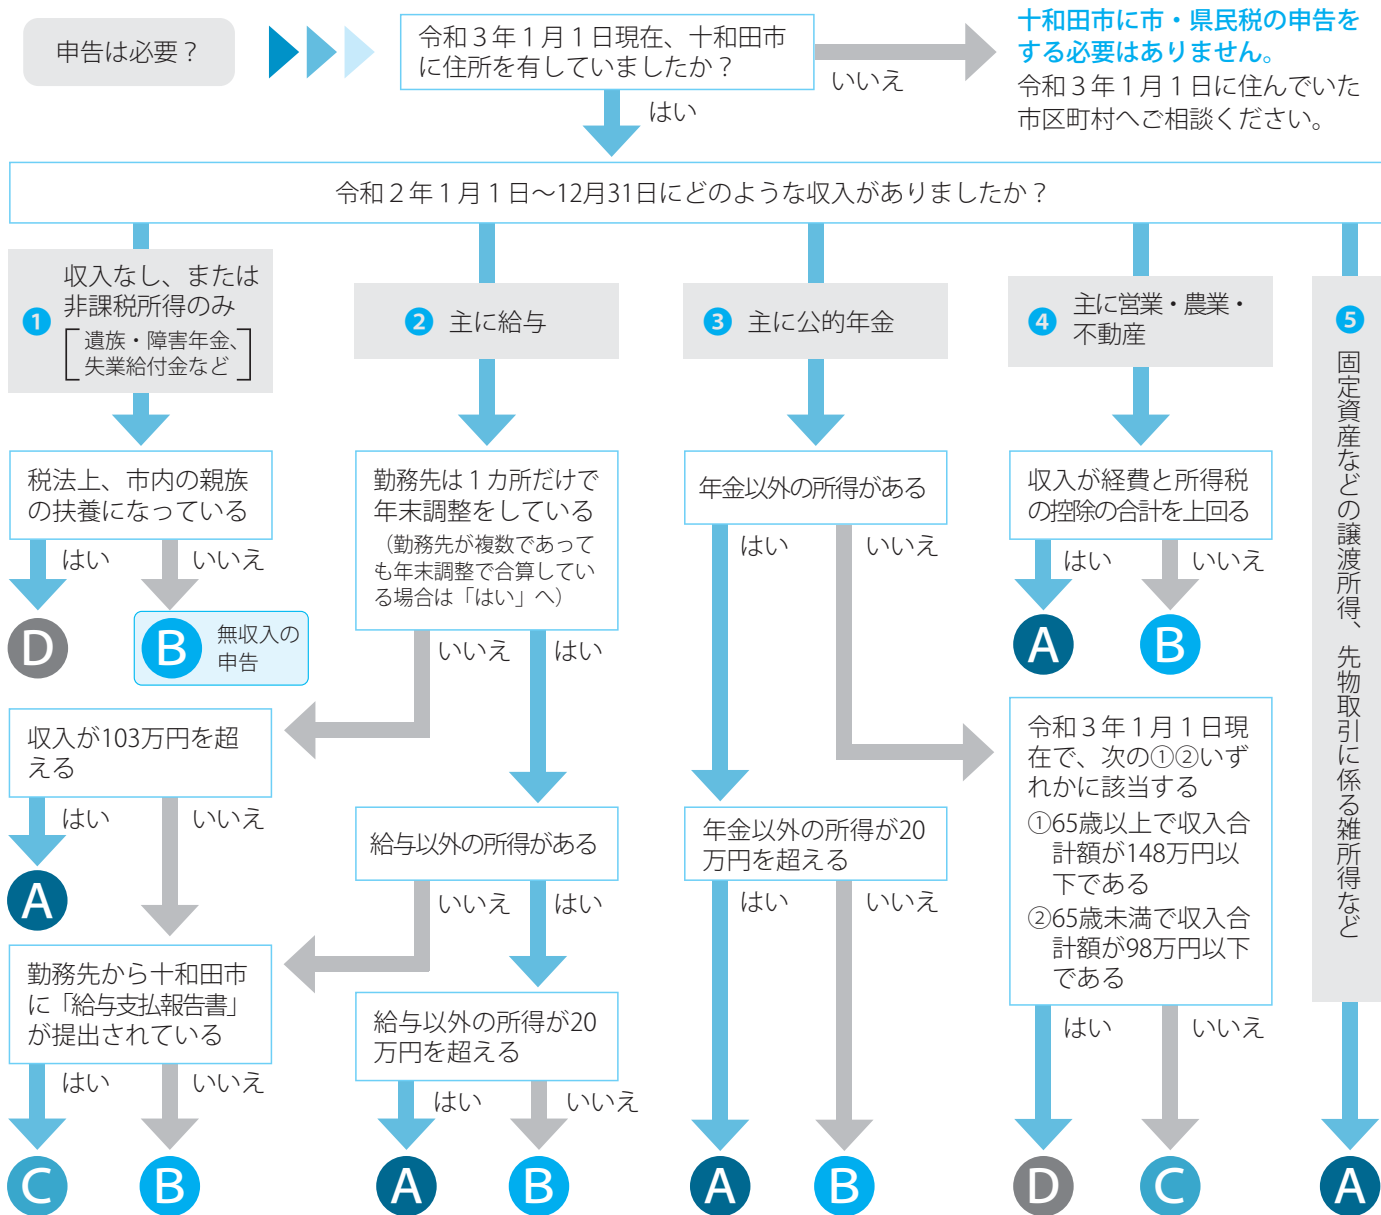 申告は必要？
令和３年１月１日現在、十和田市
に住所を有していましたか？
いいえ
はい
十和田市に市・県民税の申告を
する必要はありません。
令和３年１月１日に住んでいた
市区町村へご相談ください。
令和２年１月１日～12月31日にどのような収入がありましたか？
❶
収入なし、または
非課税所得のみ
遺族・障害年金、
失業給付金など
税法上、市内の親族
の扶養になっている
はい
いいえ
D
B
無収入の
申告
収入が103万円を超
える
はい
いいえ
A
勤務先から十和田市
に「給与支払報告書」
が提出されている
はい
いいえ
C
B
❷ 主に給与
勤務先は１カ所だけで
年末調整をしている
（勤務先が複数であって
も年末調整で合算してい
る場合は「はい」へ）
いいえ
はい
給与以外の所得がある
いいえ
はい
給与以外の所得が20
万円を超える
はい
いいえ
A
B
❸ 主に公的年金
年金以外の所得がある
はい
いいえ
年金以外の所得が20
万円を超える
はい
いいえ
A
B
❹
主に営業・農業・
不動産
収入が経費と所得税
の控除の合計を上回る
はい
いいえ
A
B
令和３年１月１日現
在で、次の①②いず
れかに該当する
①65歳以上で収入合
計額が148万円以
下である
②65歳未満で収入合
計額が98万円以下
である
はい
いいえ
D
C
❺
固定資産などの譲渡所得、先物取引に係る雑所得など
A